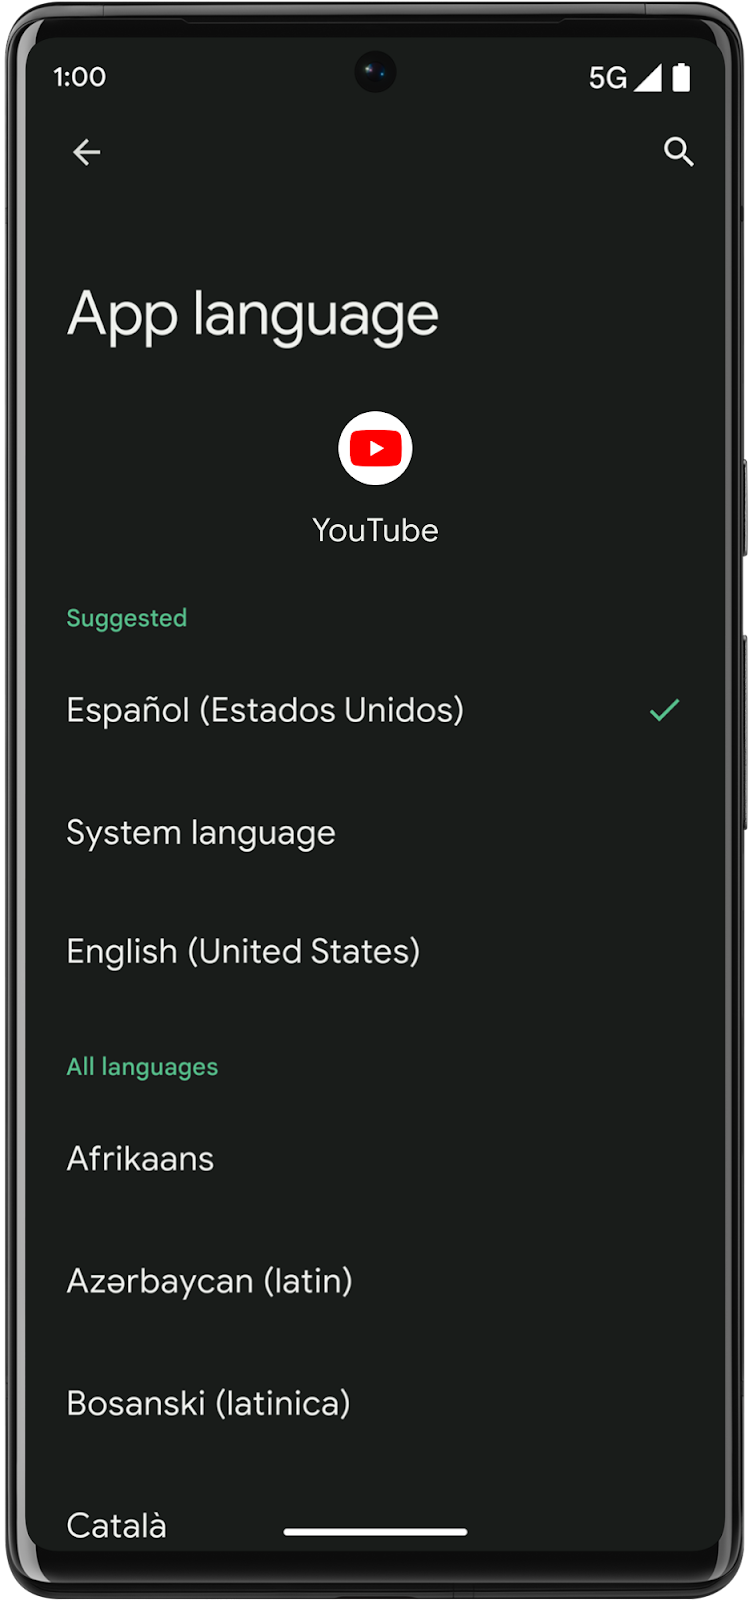 1:00
5G
App language
YouTube
Suggested
Español (Estados Unidos)
System language
English (United States)
All languages
Afrikaans
Azərbaycan (latin)
Bosanski (latinica)
Català